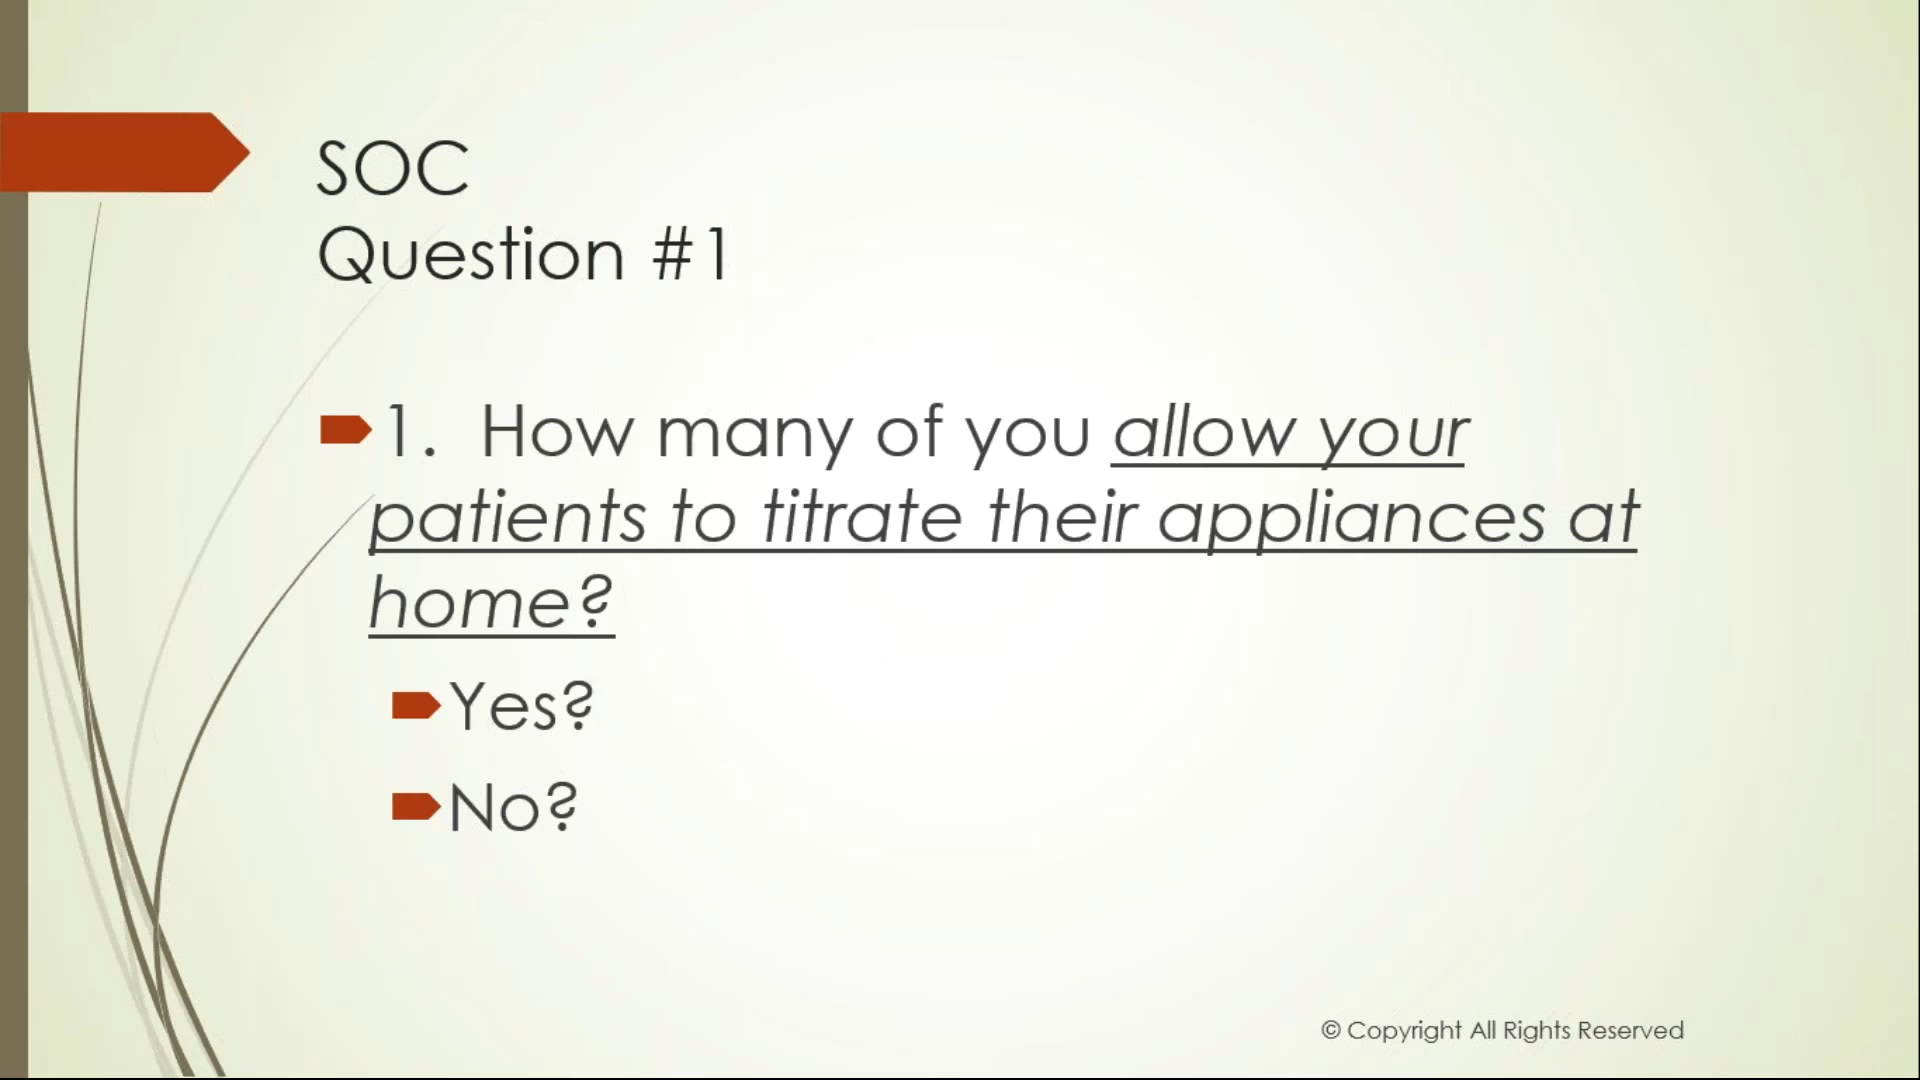 SOC
Question #1
1. How many of you allow your
patients to titrate their appliances at
home?
Yes?
No?
© Copyright All Rights Reserved